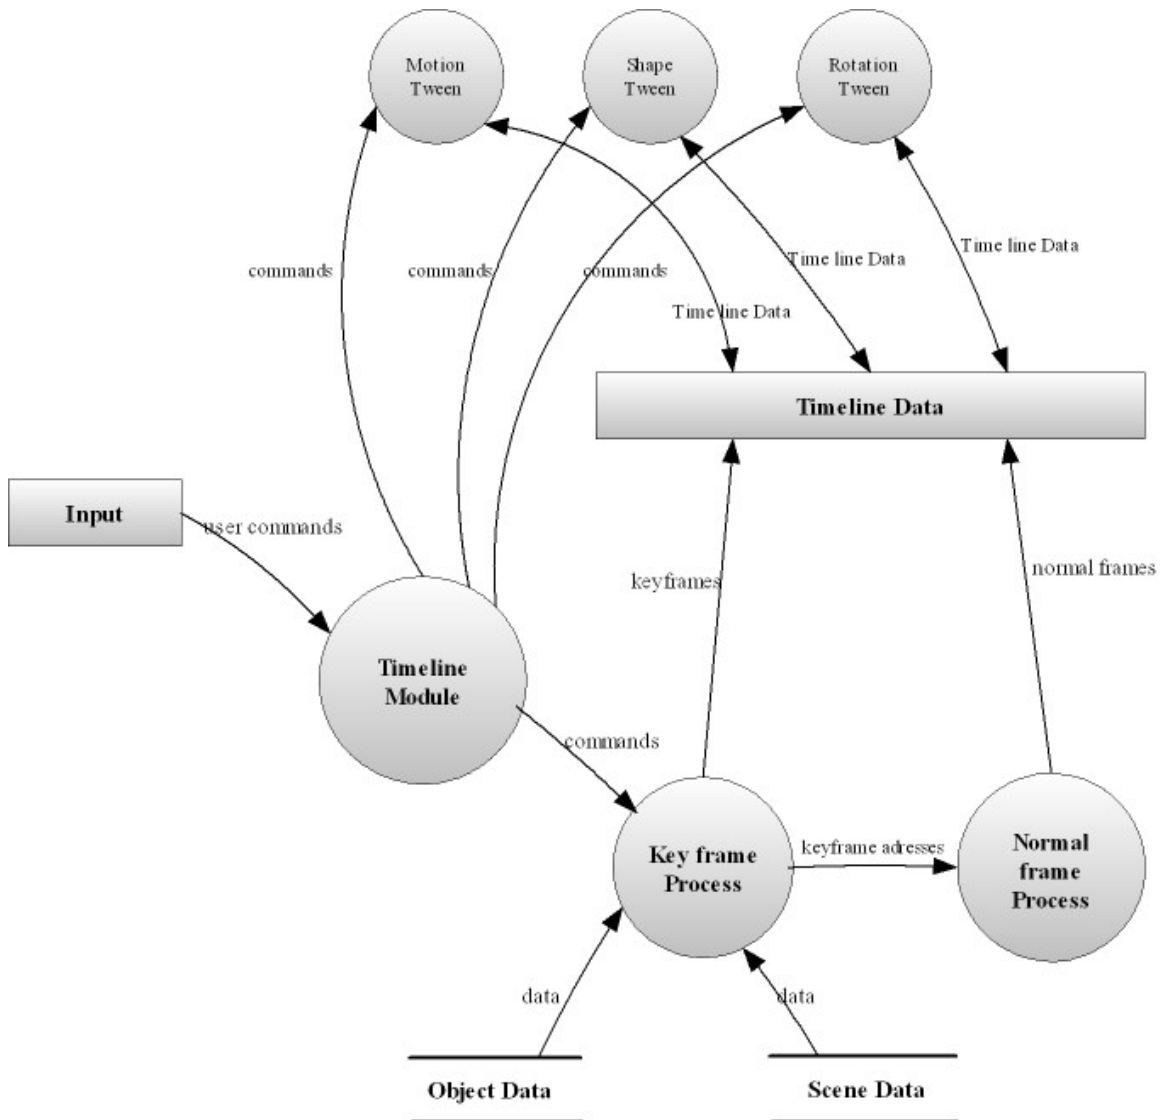 Motion
Tween
Shape
Tween
Rotation
Tween
commands
commands
commands
Time line Data
Time line Data
Time line Data
Timeline Data
Input
user commands
keyframes
normal frames
Timeline
Module
commands
Key frame
Process
keyframe adresses
Normal
frame
Process
data
data
Object Data
Scene Data